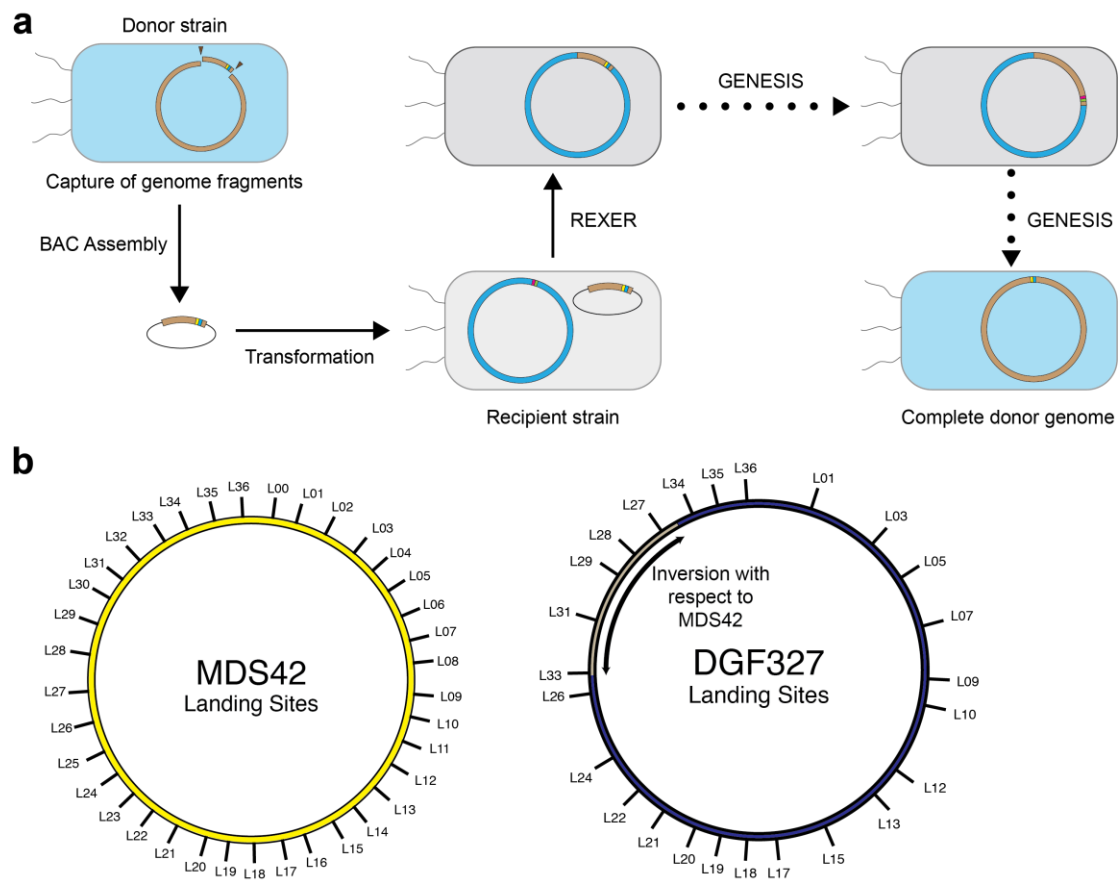 a
Donor strain
Capture of genome fragments
BAC Assembly
Transformation
Recipient strain
REXER
GENESIS
GENESIS
Complete donor genome
b
MDS42
Landing Sites
L00
L01
L02
L03
L04
L05
L06
L07
L08
L09
L10
L11
L12
L13
L14
L15
L16
L17
L18
L19
L20
L21
L22
L23
L24
L25
L26
L27
L28
L29
L30
L31
L32
L33
L34
L35
L36
DGF327
Landing Sites
Inversion with
respect to
MDS42
L01
L03
L05
L07
L09
L10
L12
L13
L15
L17
L18
L19
L20
L21
L22
L24
L26
L33
L31
L29
L28
L27
L34
L35
L36